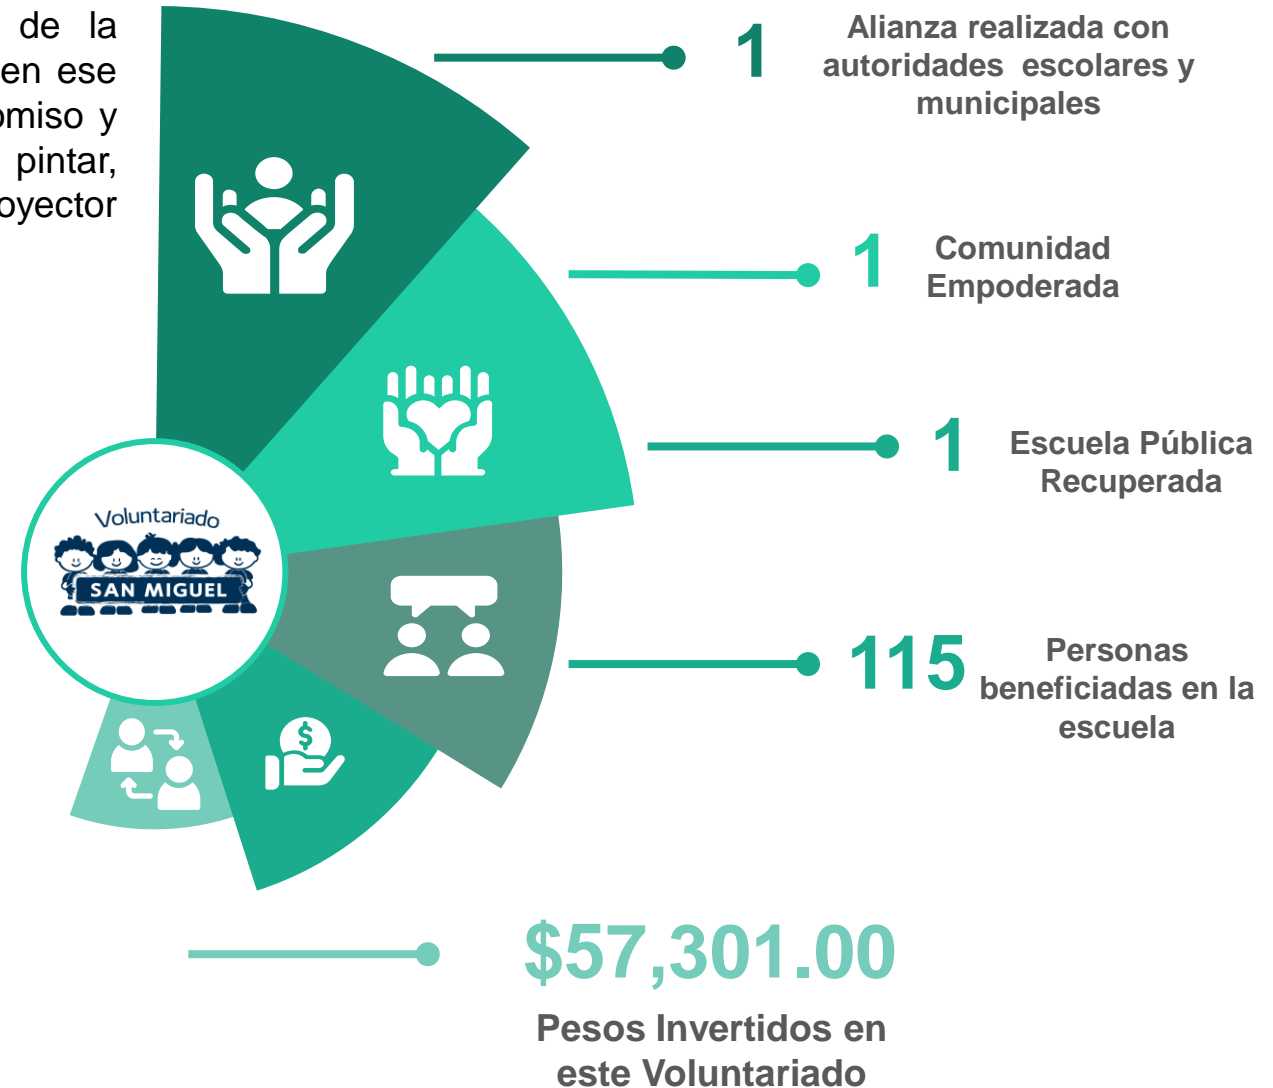 de la
en ese
omiso y
pintar,
oyector
1
Alianza realizada con
autoridades escolares y
municipales
1
Comunidad
Empoderada
1
Escuela Pública
Recuperada
Voluntariado
SAN MIGUEL
115
Personas
beneficiadas en la
escuela
$57,301.00
Pesos Invertidos en
este Voluntariado